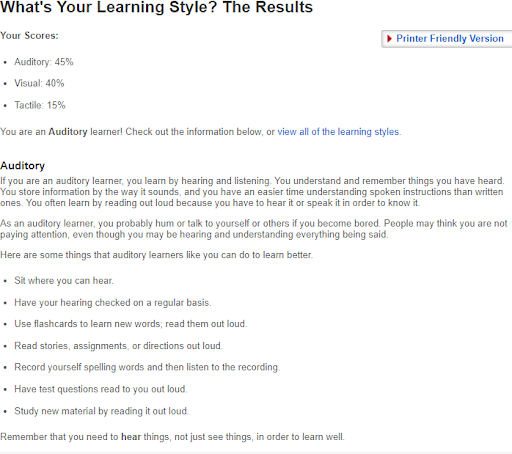 What's Your Learning Style? The Results
Your Scores:
Printer Friendly Version
Auditory: 45%
Visual: 40%
Tactile: 15%
You are an Auditory learner! Check out the information below, or view all of the learning styles.
Auditory
If you are an auditory learner, you learn by hearing and listening. You understand and remember things you have heard.
You store information by the way it sounds, and you have an easier time understanding spoken instructions than written
ones. You often learn by reading out loud because you have to hear it or speak it in order to know it.
As an auditory learner, you probably hum or talk to yourself or others if you become bored. People may think you are not
paying attention, even though you may be hearing and understanding everything being said.
Here are some things that auditory learners like you can do to learn better.
Sit where you can hear.
Have your hearing checked on a regular basis.
Use flashcards to learn new words; read them out loud.
Read stories, assignments, or directions out loud.
Record yourself spelling words and then listen to the recording.
Have test questions read to you out loud.
Study new material by reading it out loud.
Remember that you need to hear things, not just see things, in order to learn well.